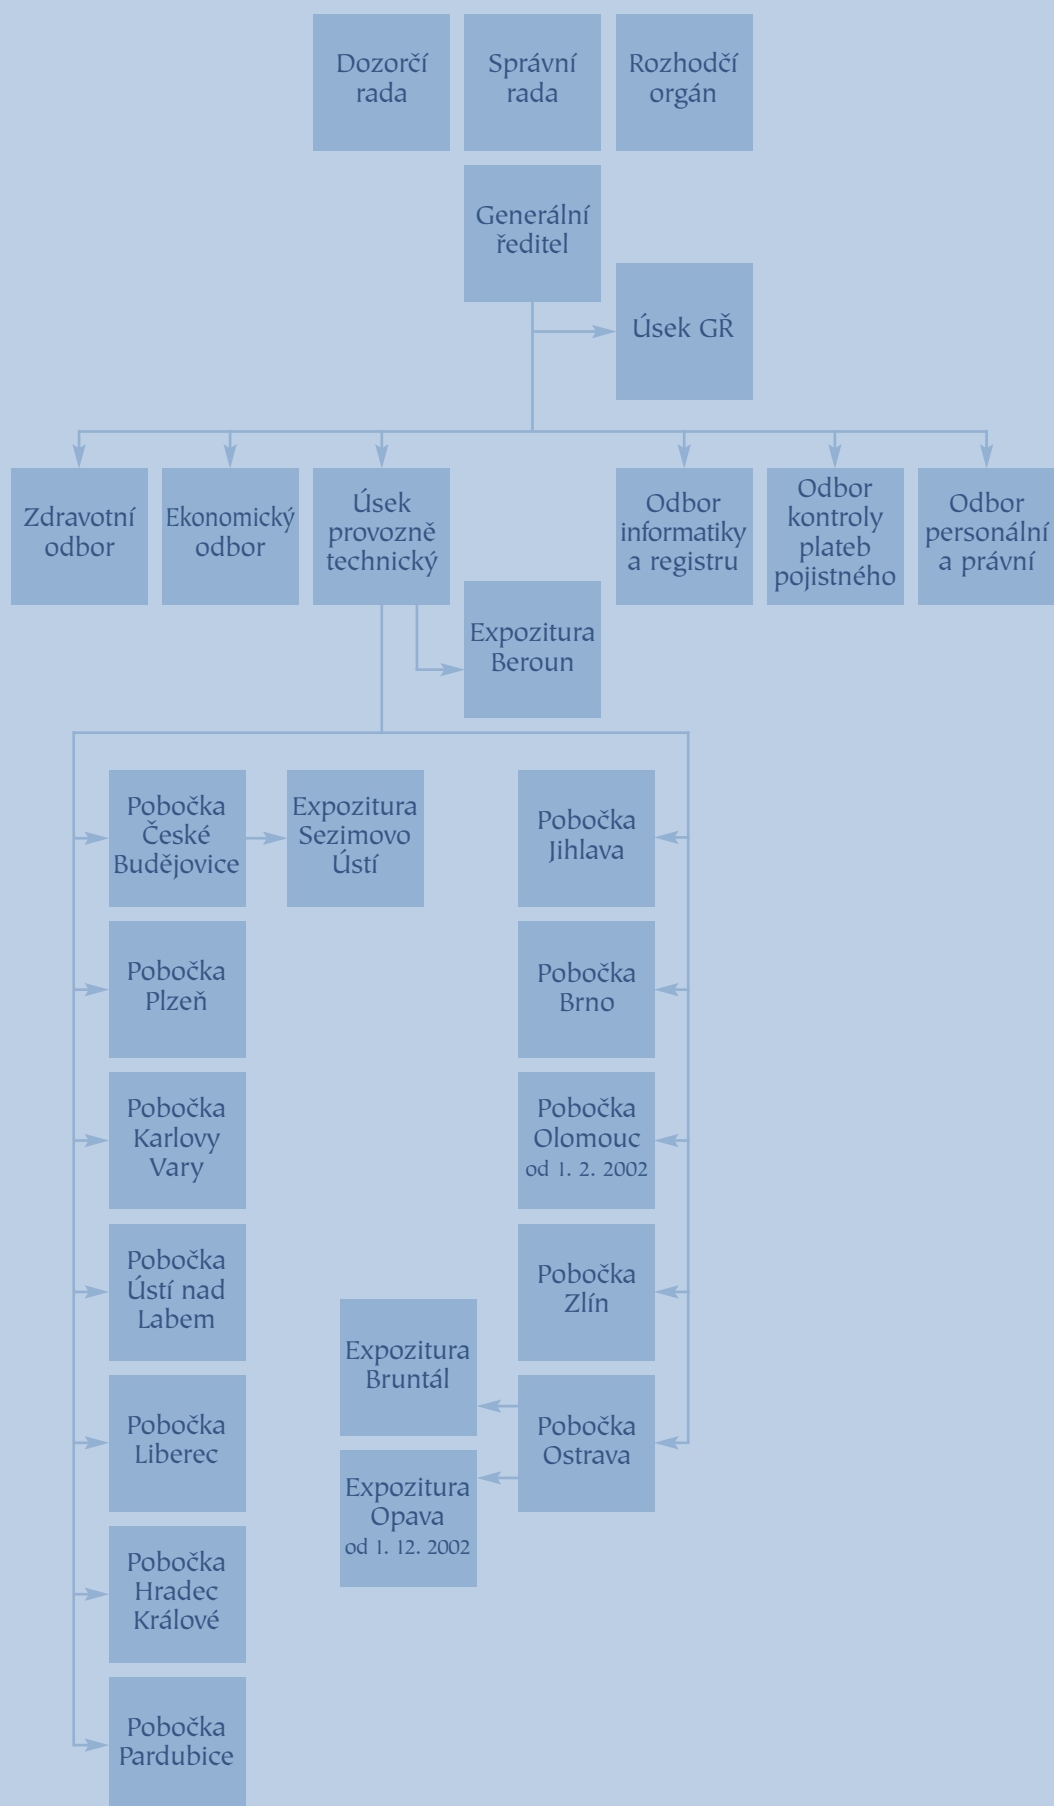 Dozorčí
rada
Správní
rada
Rozhodčí
orgán
Generální
ředitel
Úsek GŘ
Zdravotní
odbor
Ekonomický
odbor
Úsek
provozně
technický
Odbor
informatiky
a registru
Odbor
kontroly
plateb
pojistného
Odbor
personální
a právní
Expozitura
Beroun
Pobočka
České
Budějovice
Expozitura
Sezimovo
Ústí
Pobočka
Jihlava
Pobočka
Plzeň
Pobočka
Brno
Pobočka
Karlovy
Vary
Pobočka
Olomouc
od 1. 2. 2002
Pobočka
Ústí nad
Labem
Pobočka
Zlín
Expozitura
Bruntál
Pobočka
Liberec
Pobočka
Ostrava
Expozitura
Opava
od 1. 12. 2002
Pobočka
Hradec
Králové
Pobočka
Pardubice